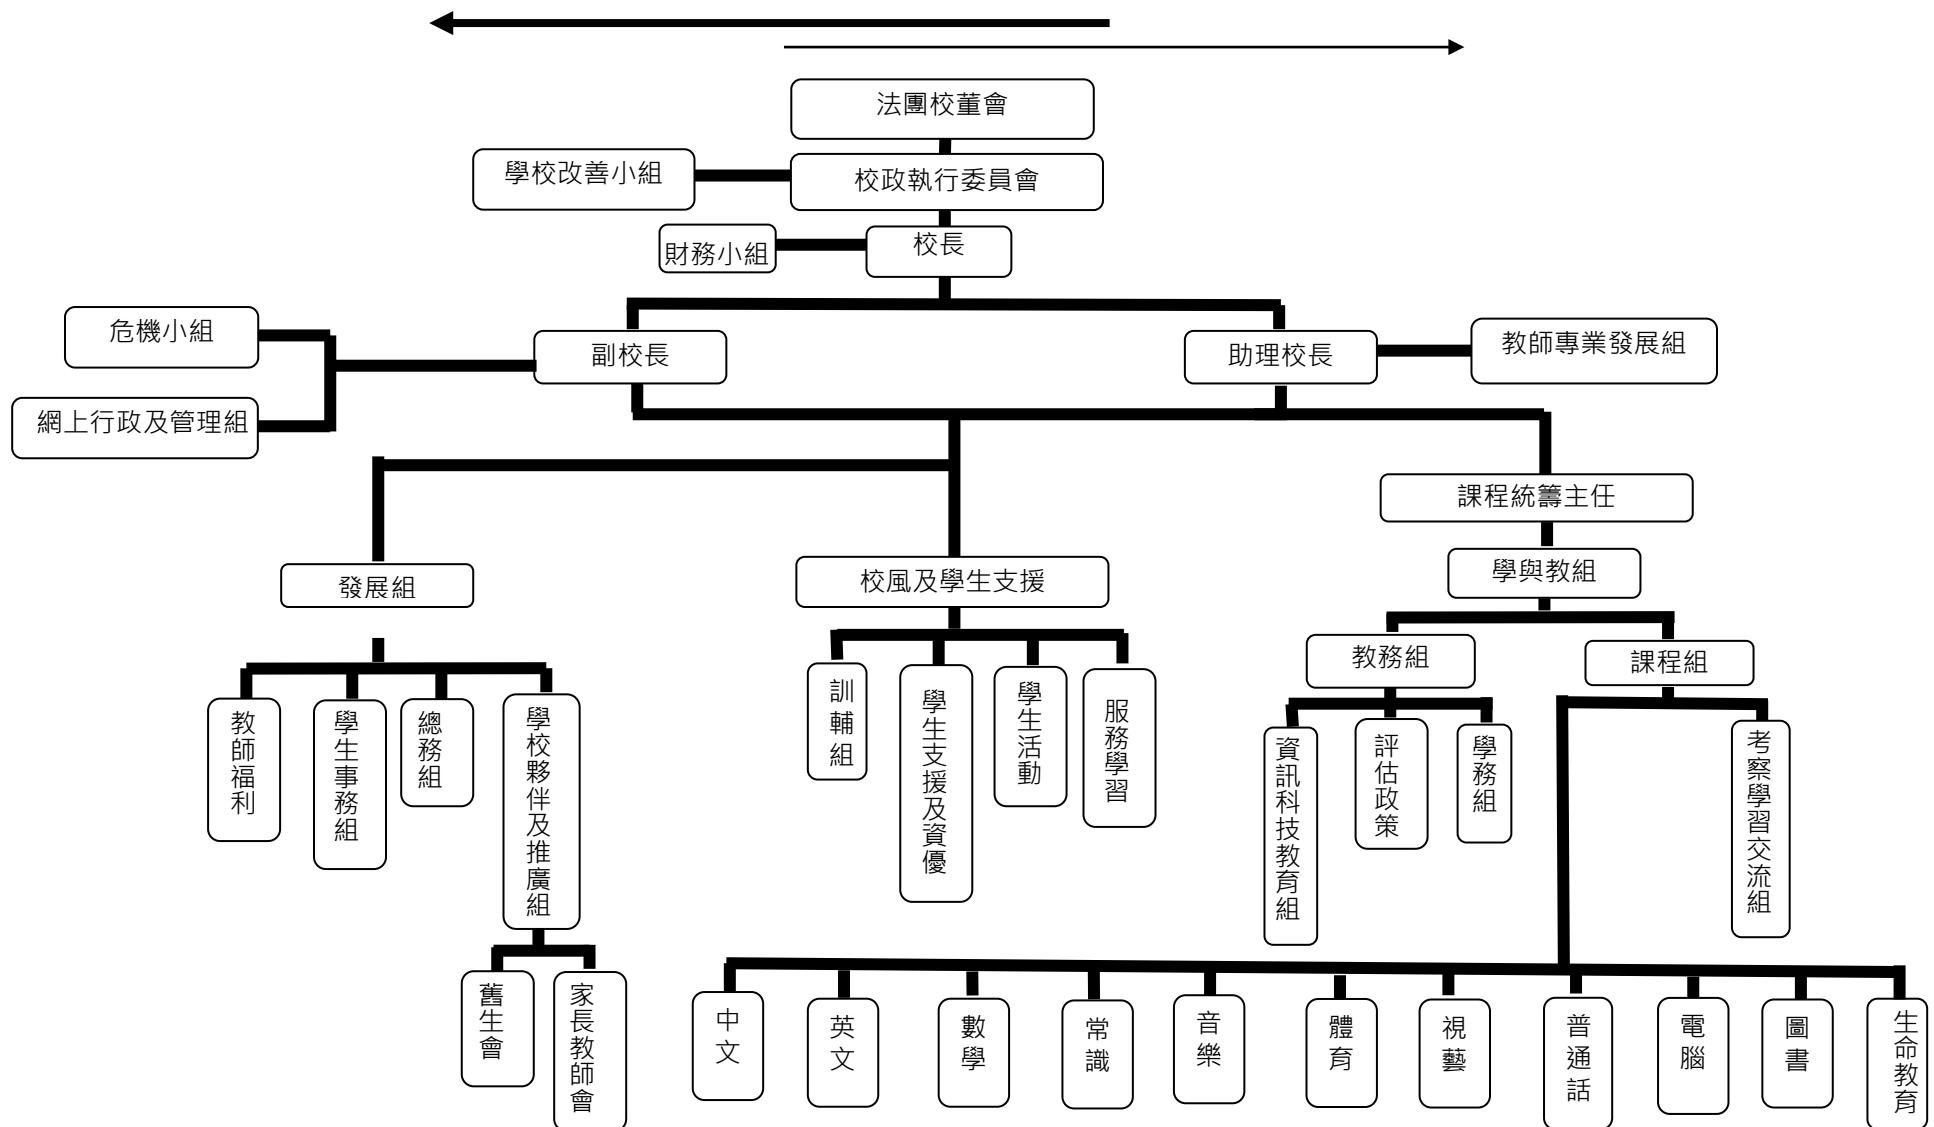 法團校董會
學校改善小組
校政執行委員會
財務小組
校長
危機小組
副校長
助理校長
教師專業發展組
網上行政及管理組
課程統籌主任
發展組
校風及學生支援
學與教組
教務組
課程組
教師福利
學生事務組
總務組
學校夥伴及推廣組
訓輔組
學生支援及資優
學生活動
服務學習
資訊科技教育組
評估政策
學務組
考察學習交流組
舊生會
家長教師會
中文
英文
數學
常識
音樂
體育
視藝
普通話
電腦
圖書
生命教育